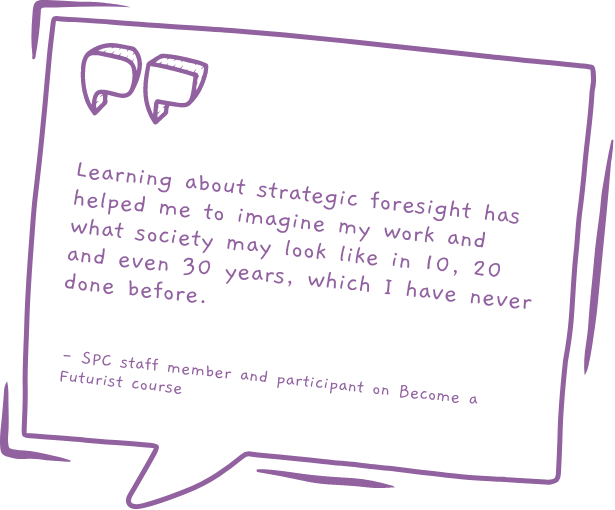 Learning about strategic foresight has
helped me to imagine my work and
what society may look like in 10, 20
and even 30 years, which I have never
done before.
– SPC staff member and participant on Become a
Futurist course